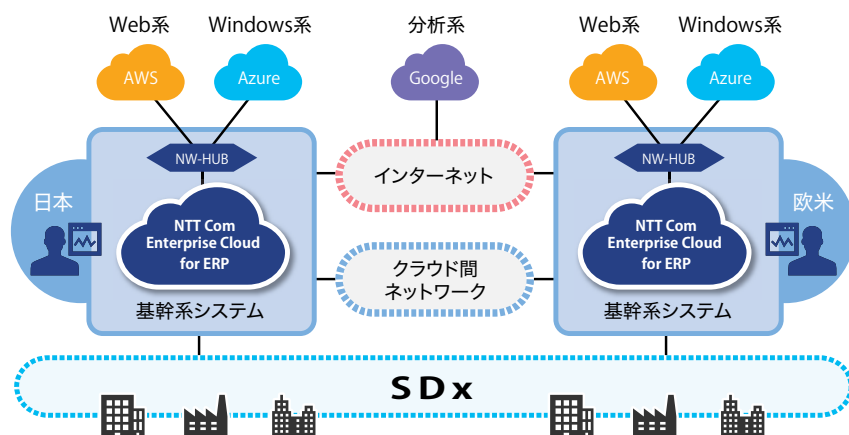 Web系
Windows系
分析系
Web系
Windows系
AWS
Azure
Google
AWS
Azure
NW-HUB
インターネット
NW-HUB
日本
NTT Com
Enterprise Cloud
for ERP
基幹系システム
クラウド間
ネットワーク
欧米
NTT Com
Enterprise Cloud
for ERP
基幹系システム
SDx